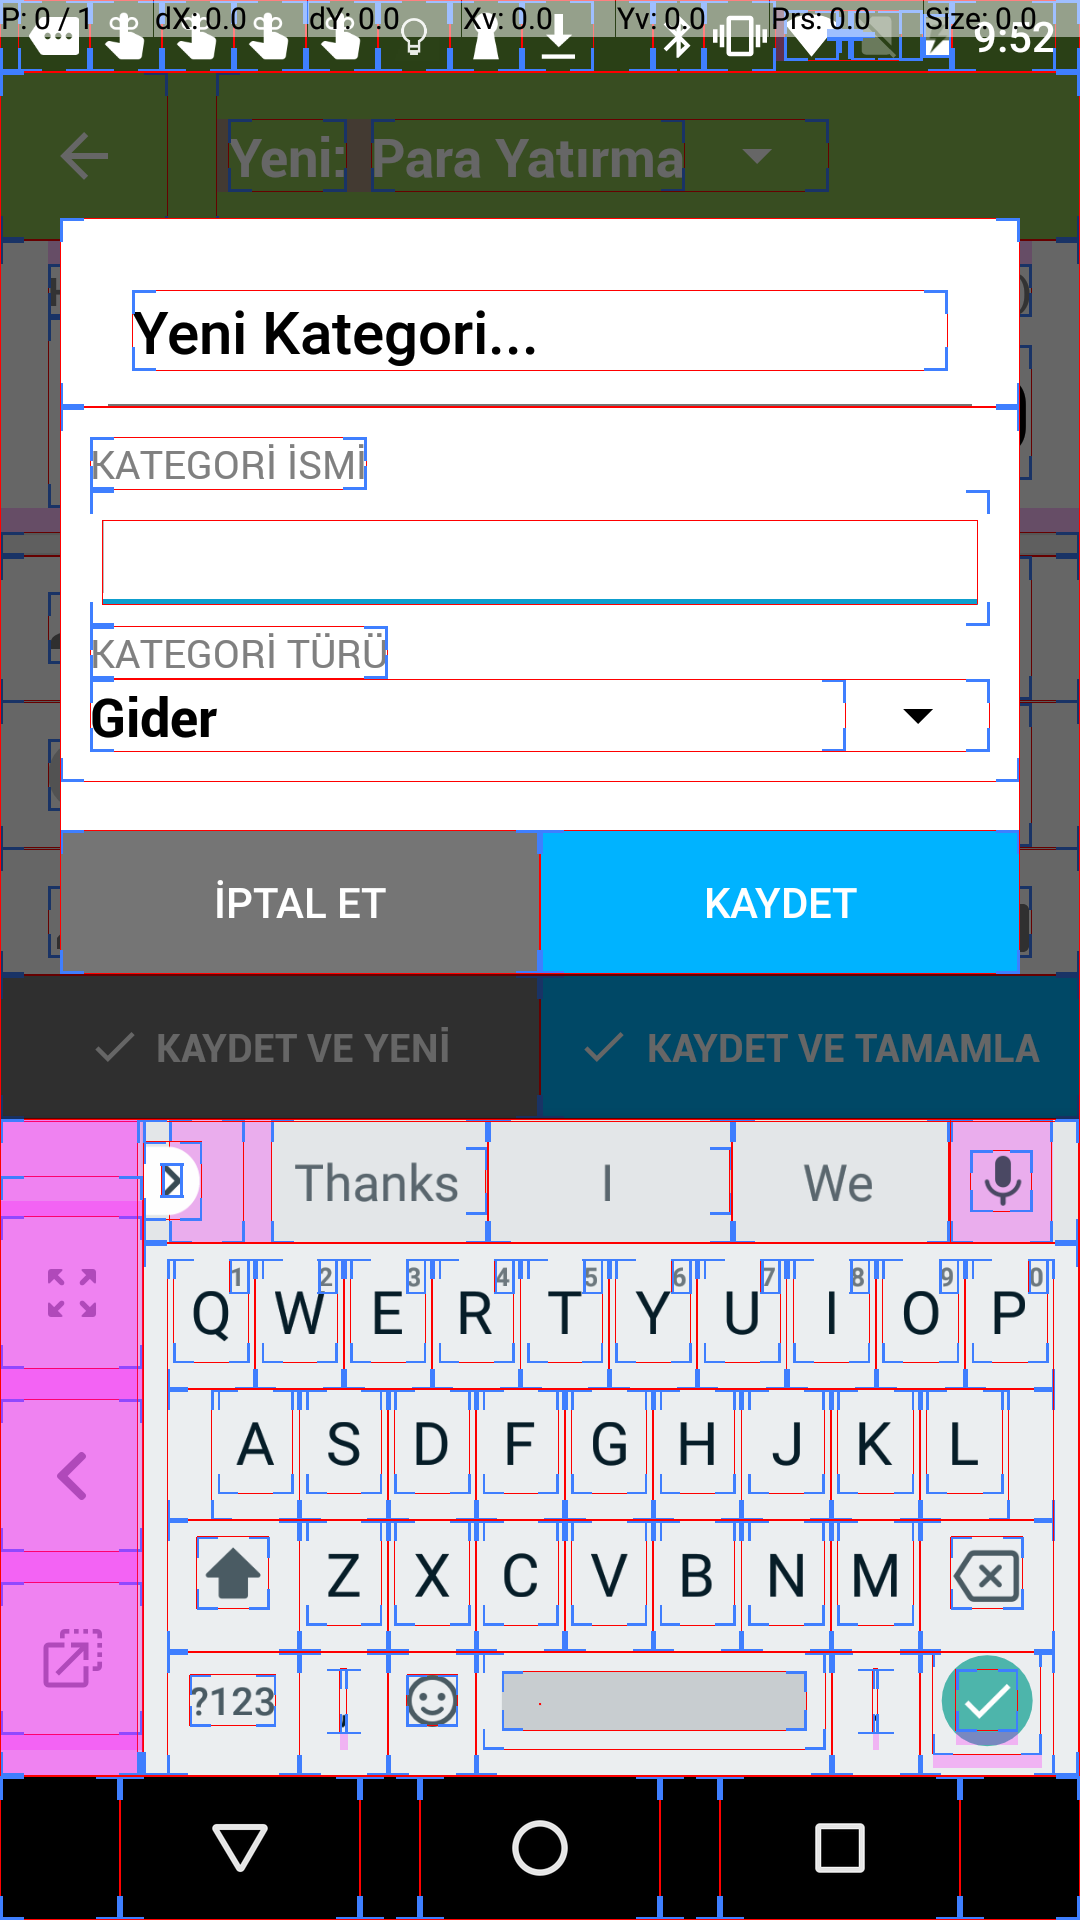 P: 0 / 1 dX: 0.0 dY: 0.0 Xv: 0.0 Yv: 0.0 Prs: 0.0 Size: 0.0
9:52
Yeni: Para Yatırma
Yeni Kategori...
KATEGORİ İSMİ
KATEGORİ TÜRÜ
Gider
İPTAL ET KAYDET
KAYDET VE YENİ KAYDET VE TAMAMLA
Thanks I We
Q 1 W 2 E 3 R 4 T 5 Y 6 U 7 I 8 O 9 P 0
A S D F G H J K L
Z X C V B N M
?123 , .